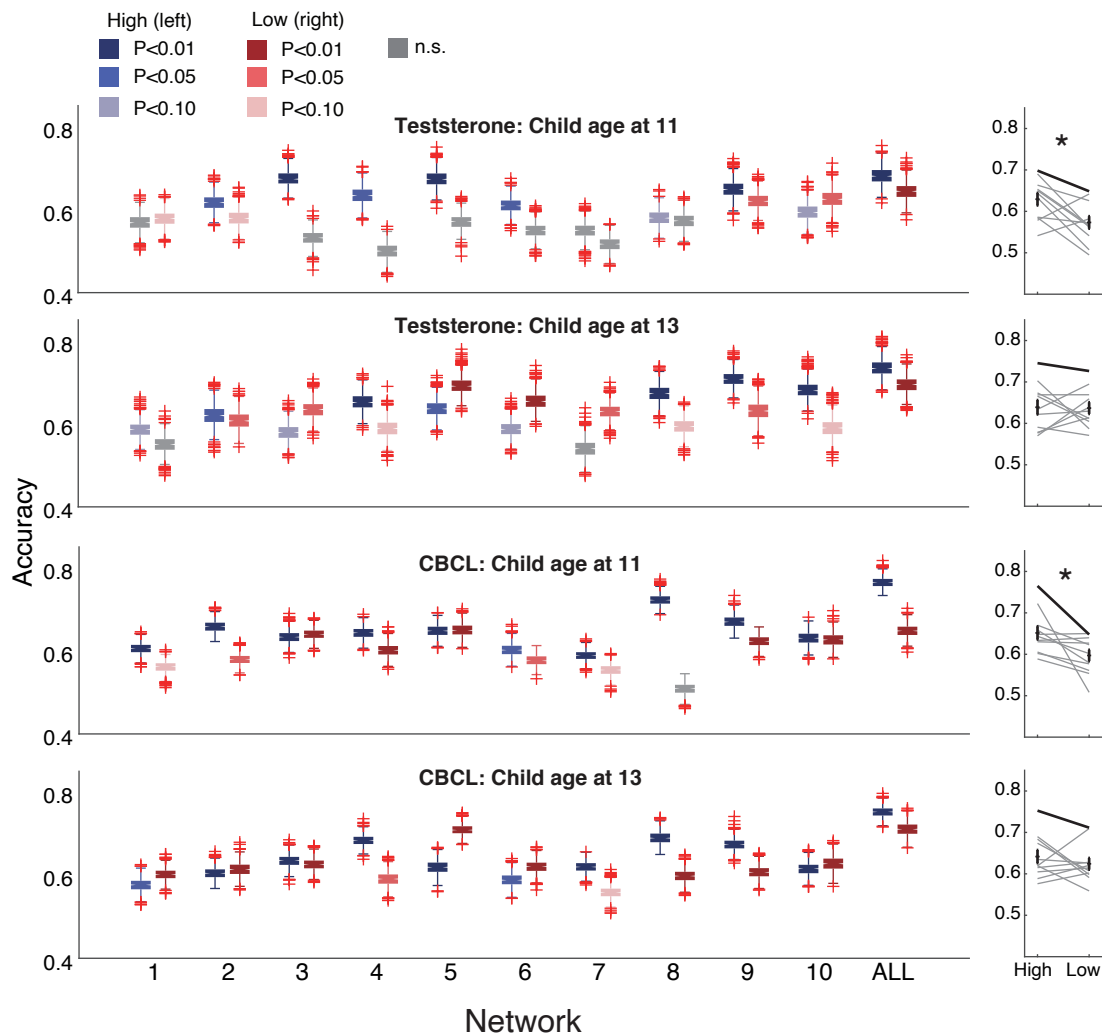 High (left) Low (right)
P<0.01 P<0.01 n.s.
P<0.05 P<0.05
P<0.10 P<0.10
Teststerone: Child age at 11
0.8
0.6
0.4
0.8
*
0.7
0.6
0.5
Teststerone: Child age at 13
0.8
0.6
0.4
0.8
0.7
0.6
0.5
Accuracy
CBCL: Child age at 11
0.8
0.6
0.4
0.8
*
0.7
0.6
0.5
CBCL: Child age at 13
0.8
0.6
0.4
0.8
0.7
0.6
0.5
1 2 3 4 5 6 7 8 9 10 ALL
High Low
Network